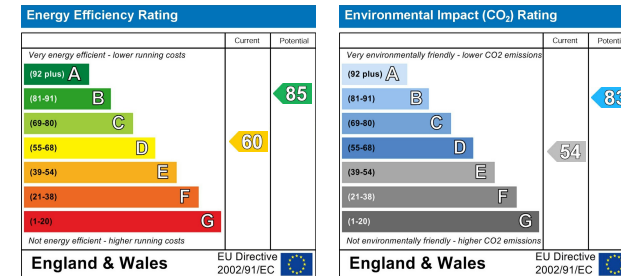 Energy Efficiency Rating
Current Potential
Very energy efficient - lower running costs
(92 plus) A
(81-91) B
85
(69-80) C
(55-68) D
60
(39-54) E
(21-38) F
(1-20) G
Not energy efficient - higher running costs
England & Wales
EU Directive
2002/91/EC
Environmental Impact (CO₂) Rating
Current Potenti
Very environmentally friendly - lower CO2 emissions
(92 plus) A
(81-91) B
83
(69-80) C
(55-68) D
54
(39-54) E
(21-38) F
(1-20) G
Not environmentally friendly - higher CO2 emissions
England & Wales
EU Directive
2002/91/EC